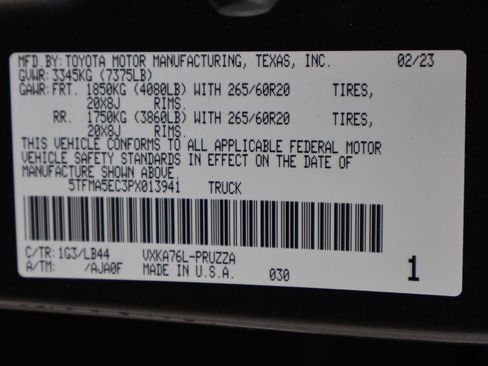 MFD.BY: TOYOTA MOTOR MANUFACTURING, TEXAS, INC. 02/23
GVWR: 3345KG (7375LB)
GAWR: FRT. 1850KG (4080LB) WITH 265/60R20 TIRES,
20X8J RIMS.
RR. 1750KG (3860LB) WITH 265/60R20 TIRES,
20X8J RIMS.
THIS VEHICLE CONFORMS TO ALL APPLICABLE FEDERAL MOTOR
VEHICLE SAFETY STANDARDS IN EFFECT ON THE DATE OF
MANUFACTURE SHOWN ABOVE.
5TFMA5EC3PX013941 TRUCK
C/TR: 1G3/LB44 VXKA76L-PRUZZA
A/TM: /AJA0F MADE IN U.S.A. 030 1